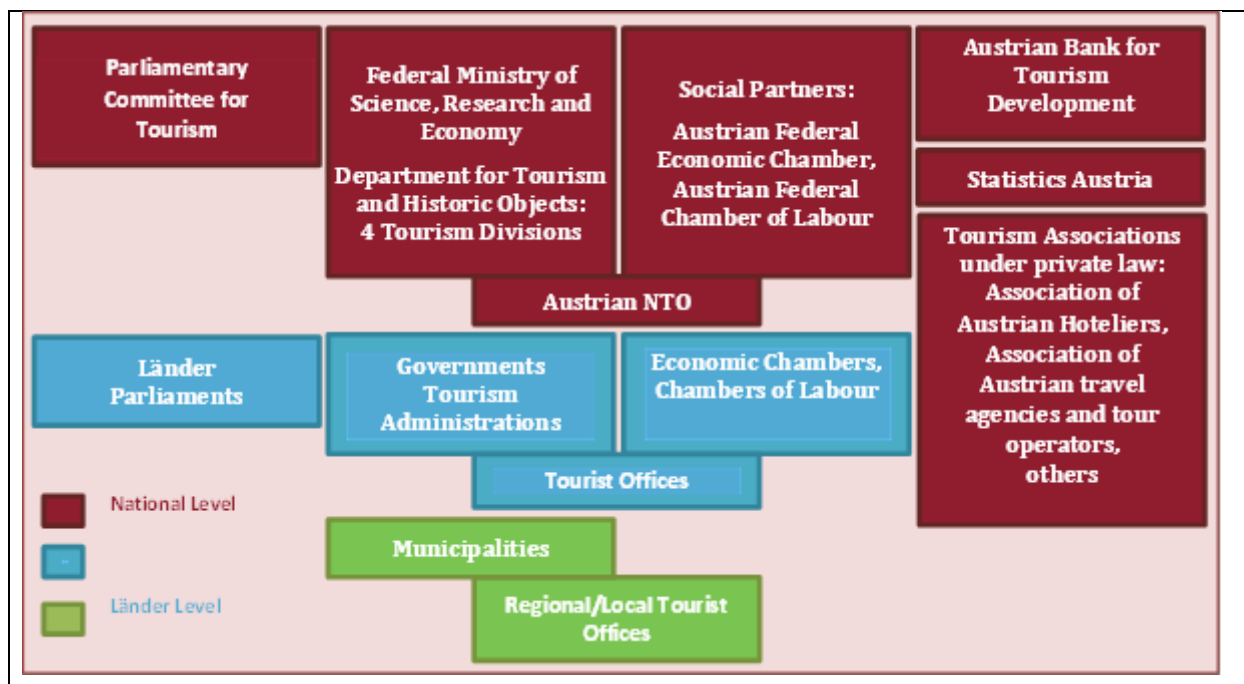 Parliamentary
Committee for
Tourism
Federal Ministry of
Science, Research and
Economy
Department for Tourism
and Historic Objects:
4 Tourism Divisions
Social Partners:
Austrian Federal
Economic Chamber,
Austrian Federal
Chamber of Labour
Austrian Bank for
Tourism
Development
Statistics Austria
Tourism Associations
under private law:
Association of
Austrian Hoteliers,
Association of
Austrian travel
agencies and tour
operators,
others
Austrian NTO
Länder
Parliaments
Governments
Tourism
Administrations
Economic Chambers,
Chambers of Labour
Tourist Offices
Municipalities
Regional/Local Tourist
Offices
National Level
Länder Level